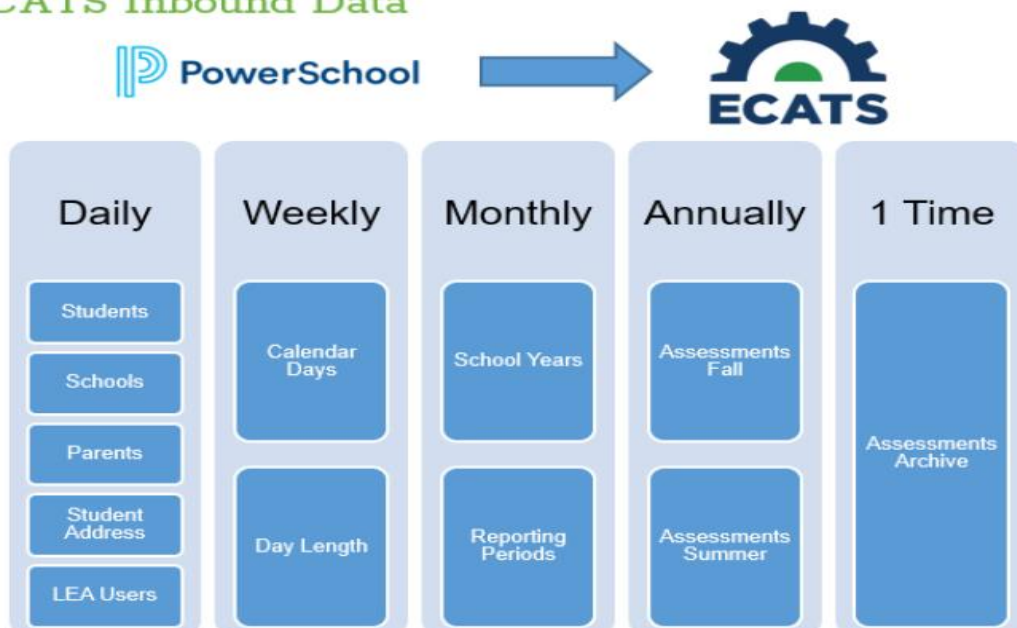 ECATS Inbound Data
PowerSchool
ECATS
Daily
Students
Schools
Parents
Student
Address
LEA Users
Weekly
Calendar
Days
Day Length
Monthly
School Years
Reporting
Periods
Annually
Assessments
Fall
Assessments
Summer
1 Time
Assessments
Archive